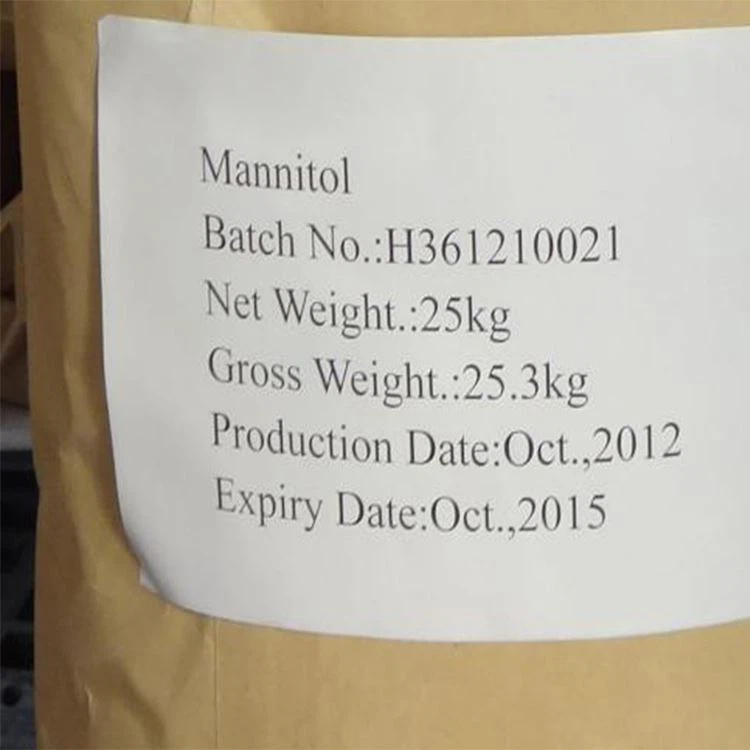 Mannitol
Batch No.:H361210021
Net Weight.:25kg
Gross Weight.:25.3kg
Production Date:Oct.,2012
Expiry Date:Oct.,2015